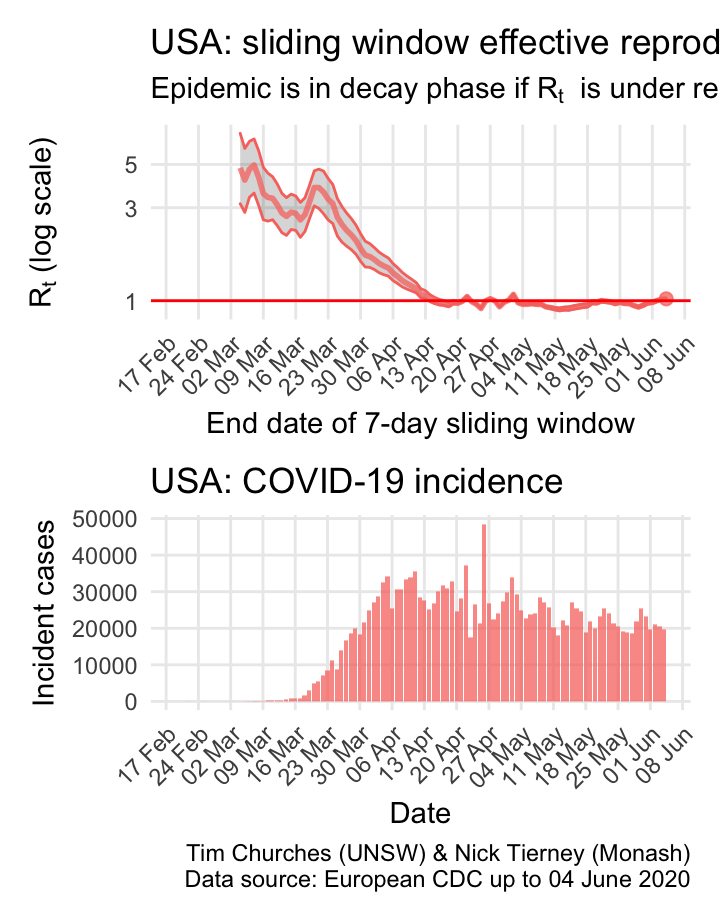 USA: sliding window effective reprod
Epidemic is in decay phase if Rt is under re
Rt (log scale)
5
3
1
17 Feb
24 Feb
02 Mar
09 Mar
16 Mar
23 Mar
30 Mar
06 Apr
13 Apr
20 Apr
27 Apr
04 May
11 May
18 May
25 May
01 Jun
08 Jun
End date of 7-day sliding window
USA: COVID-19 incidence
Incident cases
50000
40000
30000
20000
10000
0
17 Feb
24 Feb
02 Mar
09 Mar
16 Mar
23 Mar
30 Mar
06 Apr
13 Apr
20 Apr
27 Apr
04 May
11 May
18 May
25 May
01 Jun
08 Jun
Date
Tim Churches (UNSW) & Nick Tierney (Monash)
Data source: European CDC up to 04 June 2020